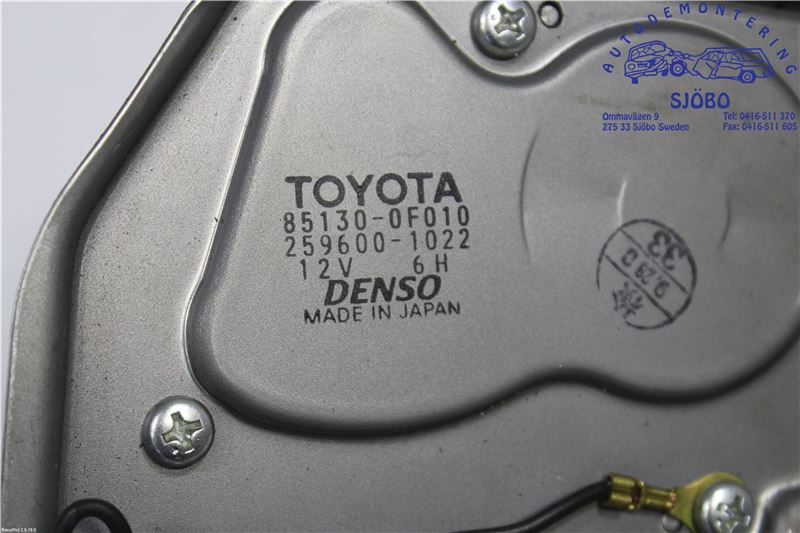 AUTODEMONTERING
SJÖBO
Ommavägen 9
275 33 Sjöbo Sweden
Tel: 0416-511 370
Fax: 0416-511 605
TOYOTA
85130-0F010
259600-1022
12V 6H
DENSO
MADE IN JAPAN
33